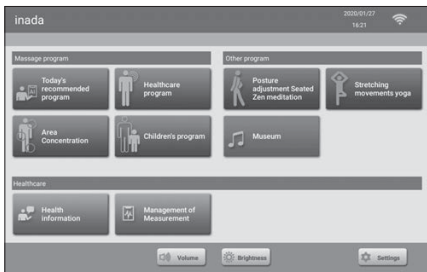 inada
2020/01/27
14:21
Massage program
Other program
Today's
recommended
program
Healthcare
program
Posture
adjustment Seated
Zen meditation
Stretching
movements yoga
Area
Concentration
Children's program
Museum
Healthcare
Health
information
Management of
Measurement
Volume
Brightness
Settings